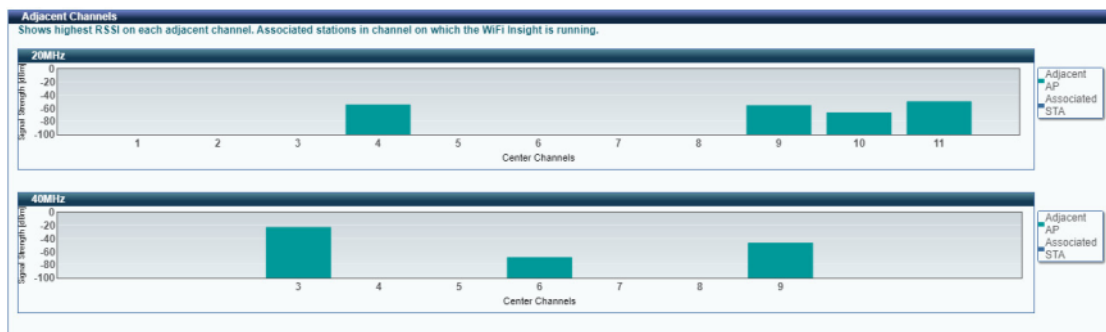 Adjacent Channels
Shows highest RSSI on each adjacent channel. Associated stations in channel on which the WiFi Insight is running.
20MHz
Signal Strength [dBm]
0
-20
-40
-60
-80
-100
1 2 3 4 5 6 7 8 9 10 11
Center Channels
Adjacent
AP
Associated
STA
40MHz
Signal Strength [dBm]
0
-20
-40
-60
-80
-100
3 4 5 6 7 8 9
Center Channels
Adjacent
AP
Associated
STA